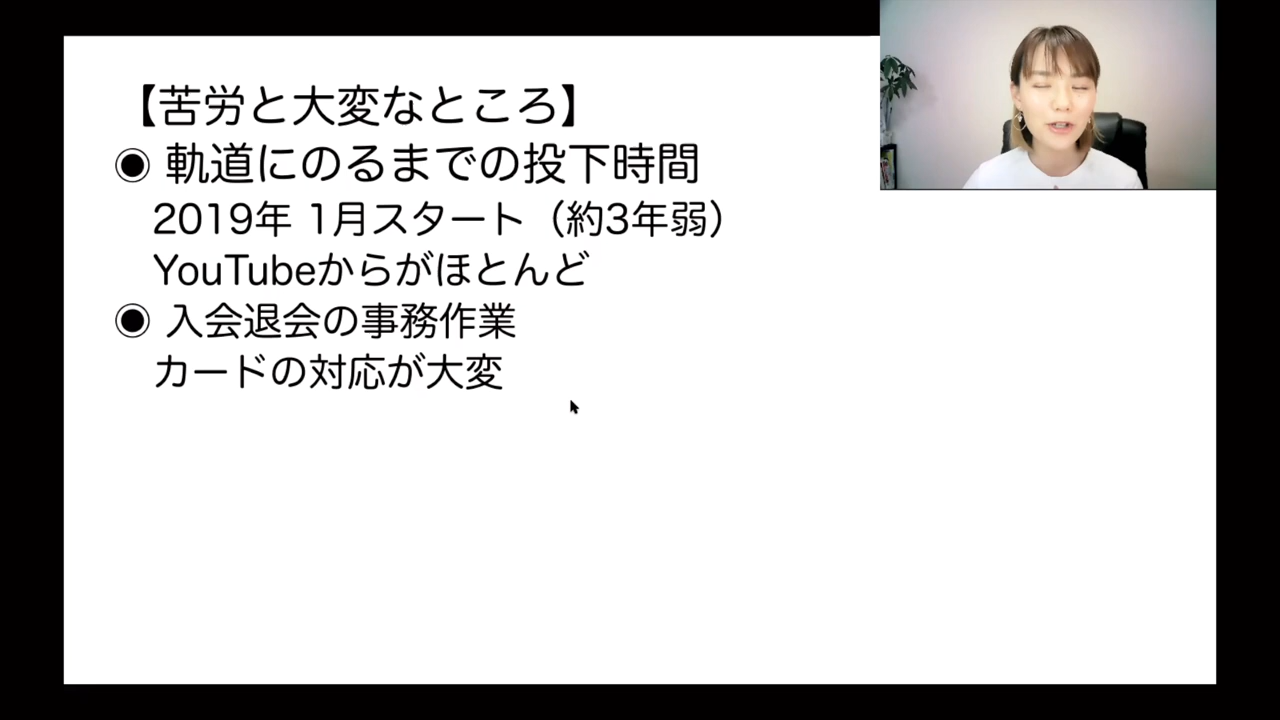 【苦労と大変なところ】
◉ 軌道にのるまでの投下時間
2019年 1月スタート（約3年弱）
YouTubeからがほとんど
◉ 入会退会の事務作業
カードの対応が大変